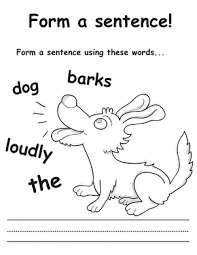 Form a sentence!
Form a sentence using these words...
dog barks
loudly
the